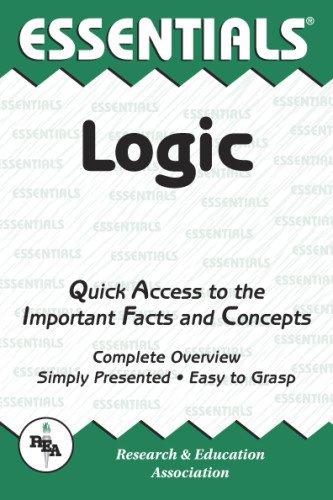 ESSENTIALS®
Logic
Quick Access to the
Important Facts and Concepts
Complete Overview
Simply Presented • Easy to Grasp
REA
Research & Education
Association